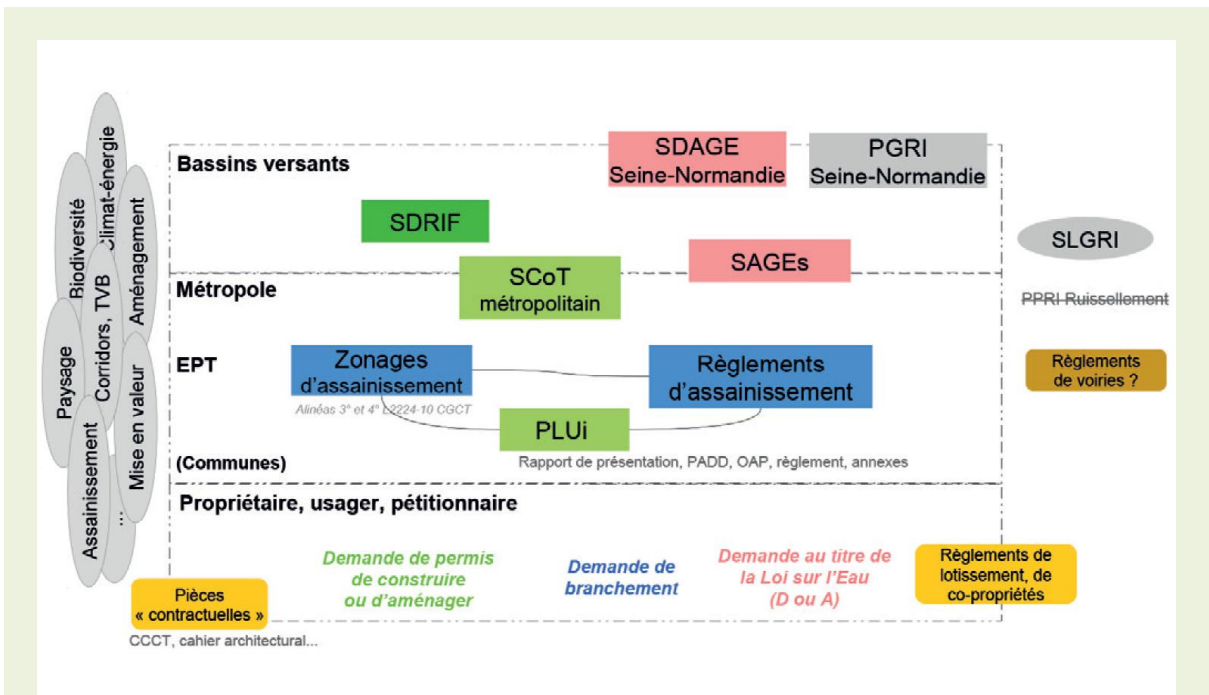 Climat-énergie
Biodiversité
Aménagement
Corridors, TVB
Paysage
Mise en valeur
Assainissement
...
Bassins versants
SDAGE
Seine-Normandie
PGRI
Seine-Normandie
SDRIF
SLGRI
SAGEs
SCoT
métropolitain
Métropole
PPRI Ruissellement
EPT
Zonages
d'assainissement
Alinéas 3° et 4° L2224-10 CGCT
Règlements
d'assainissement
Règlements
de voiries ?
PLUi
(Communes)
Rapport de présentation, PADD, OAP, règlement, annexes
Propriétaire, usager, pétitionnaire
Demande de permis
de construire
ou d'aménager
Demande de
branchement
Demande au titre de
la Loi sur l'Eau
(D ou A)
Règlements de
lotissement, de
co-propriétés
Pièces
« contractuelles »
CCCT, cahier architectural...